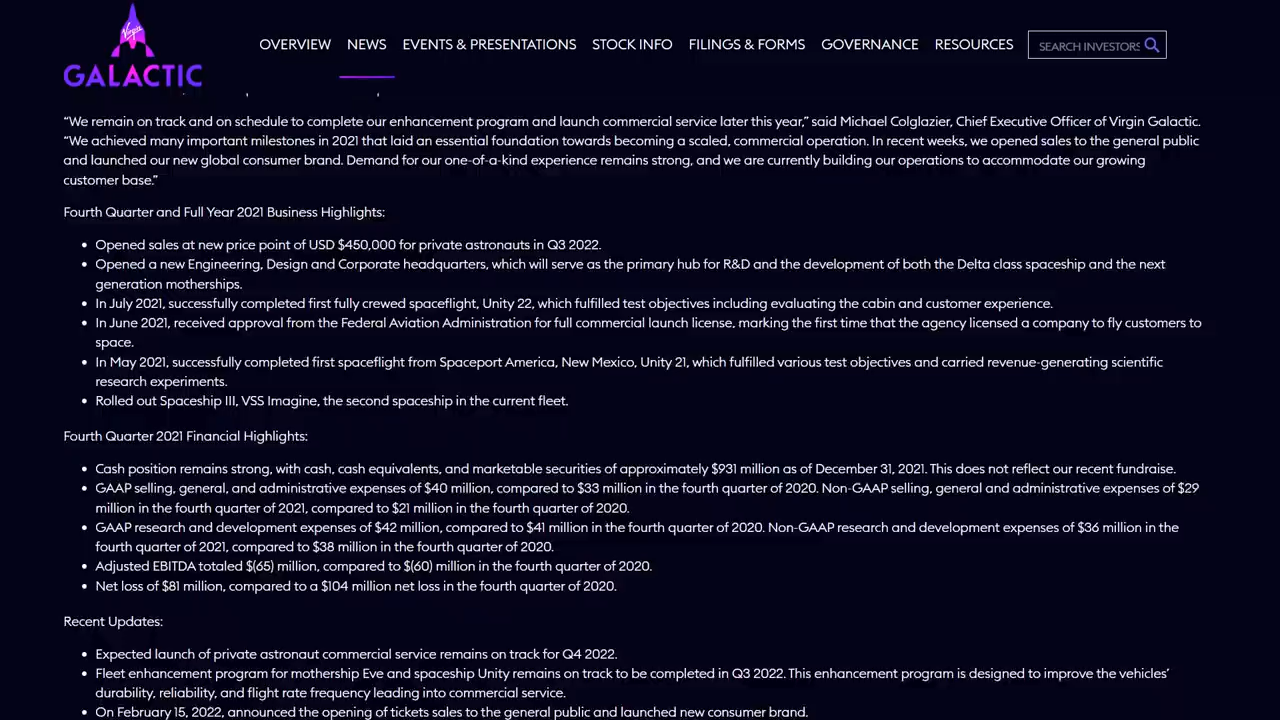 Virgin
GALACTIC
OVERVIEW NEWS EVENTS & PRESENTATIONS STOCK INFO FILINGS & FORMS GOVERNANCE RESOURCES SEARCH INVESTORS
“We remain on track and on schedule to complete our enhancement program and launch commercial service later this year,” said Michael Colglazier, Chief Executive Officer of Virgin Galactic.
“We achieved many important milestones in 2021 that laid an essential foundation towards becoming a scaled, commercial operation. In recent weeks, we opened sales to the general public
and launched our new global consumer brand. Demand for our one-of-a-kind experience remains strong, and we are currently building our operations to accommodate our growing
customer base.”
Fourth Quarter and Full Year 2021 Business Highlights:
• Opened sales at new price point of USD $450,000 for private astronauts in Q3 2022.
• Opened a new Engineering, Design and Corporate headquarters, which will serve as the primary hub for R&D and the development of both the Delta class spaceship and the next
generation motherships.
• In July 2021, successfully completed first fully crewed spaceflight, Unity 22, which fulfilled test objectives including evaluating the cabin and customer experience.
• In June 2021, received approval from the Federal Aviation Administration for full commercial launch license, marking the first time that the agency licensed a company to fly customers to
space.
• In May 2021, successfully completed first spaceflight from Spaceport America, New Mexico, Unity 21, which fulfilled various test objectives and carried revenue-generating scientific
research experiments.
• Rolled out Spaceship III, VSS Imagine, the second spaceship in the current fleet.
Fourth Quarter 2021 Financial Highlights:
• Cash position remains strong, with cash, cash equivalents, and marketable securities of approximately $931 million as of December 31, 2021. This does not reflect our recent fundraise.
• GAAP selling, general, and administrative expenses of $40 million, compared to $33 million in the fourth quarter of 2020. Non-GAAP selling, general and administrative expenses of $29
million in the fourth quarter of 2021, compared to $21 million in the fourth quarter of 2020.
• GAAP research and development expenses of $42 million, compared to $41 million in the fourth quarter of 2020. Non-GAAP research and development expenses of $36 million in the
fourth quarter of 2021, compared to $38 million in the fourth quarter of 2020.
• Adjusted EBITDA totaled $(65) million, compared to $(60) million in the fourth quarter of 2020.
• Net loss of $81 million, compared to a $104 million net loss in the fourth quarter of 2020.
Recent Updates:
• Expected launch of private astronaut commercial service remains on track for Q4 2022.
• Fleet enhancement program for mothership Eve and spaceship Unity remains on track to be completed in Q3 2022. This enhancement program is designed to improve the vehicles’
durability, reliability, and flight rate frequency leading into commercial service.
• On February 15, 2022, announced the opening of tickets sales to the general public and launched new consumer brand.